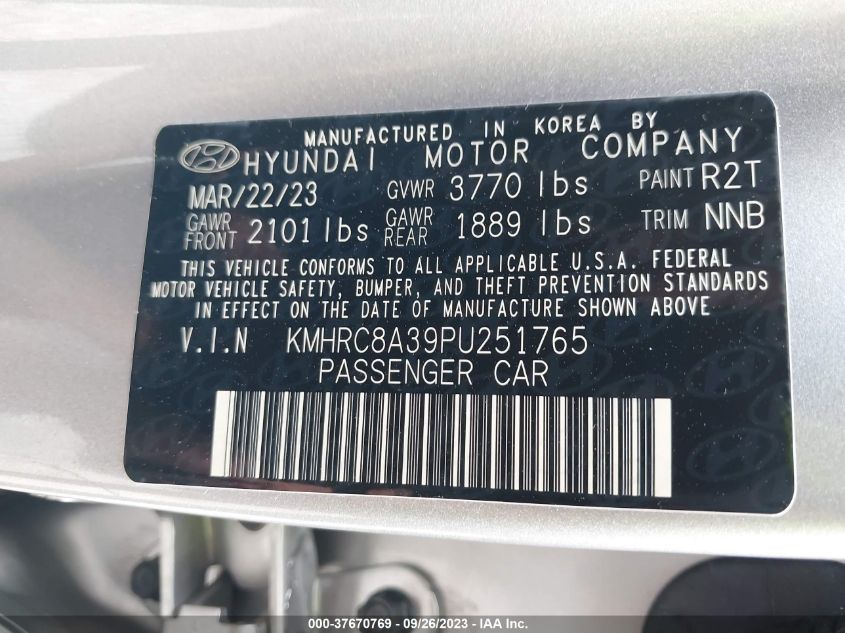 MANUFACTURED IN KOREA BY
HYUNDAI MOTOR COMPANY
MAR/22/23 GVWR 3770 lbs PAINT R2T
GAWR FRONT 2101 lbs GAWR REAR 1889 lbs TRIM NNB
THIS VEHICLE CONFORMS TO ALL APPLICABLE U.S.A. FEDERAL
MOTOR VEHICLE SAFETY, BUMPER, AND THEFT PREVENTION STANDARDS
IN EFFECT ON THE DATE OF MANUFACTURE SHOWN ABOVE
V.I.N KMHRC8A39PU251765
PASSENGER CAR
000-37670769 - 09/26/2023 - IAA Inc.